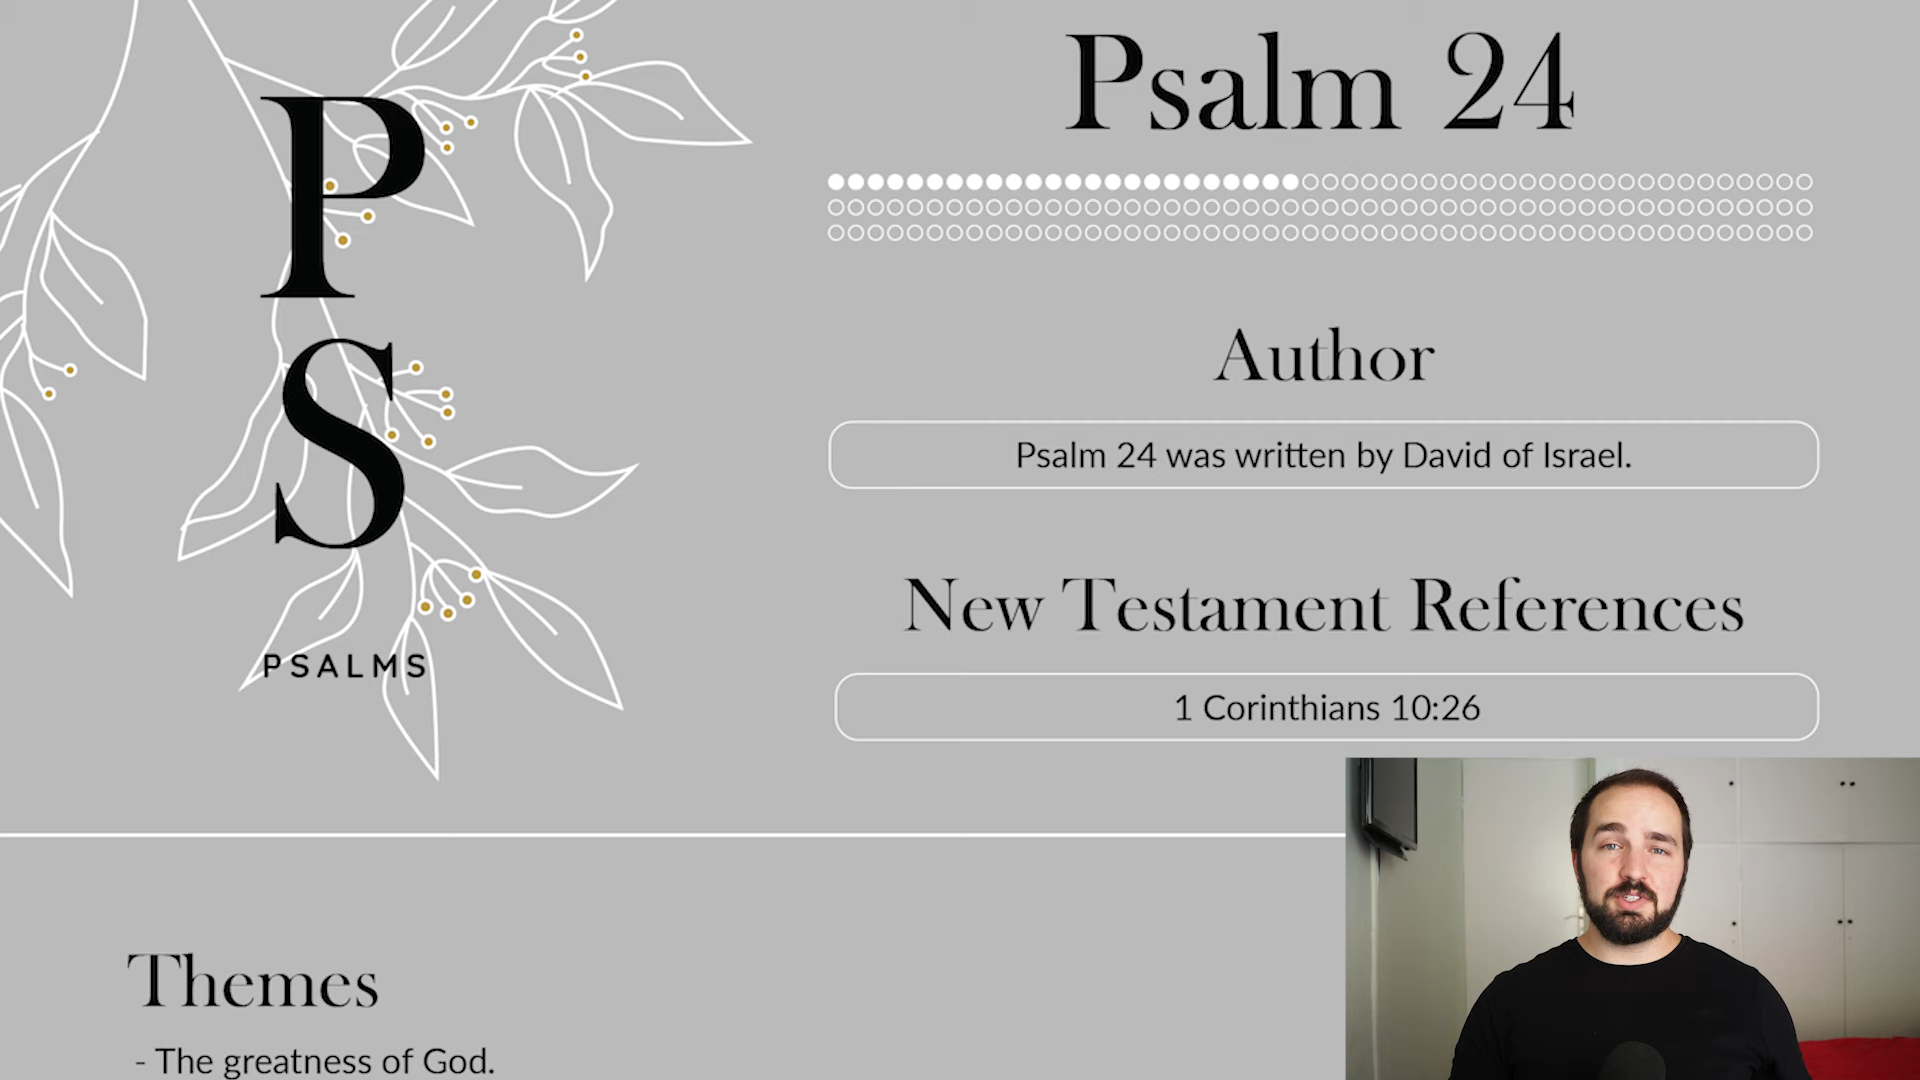 P
S
PSALMS
Psalm 24
Author
Psalm 24 was written by David of Israel.
New Testament References
1 Corinthians 10:26
Themes
- The greatness of God.